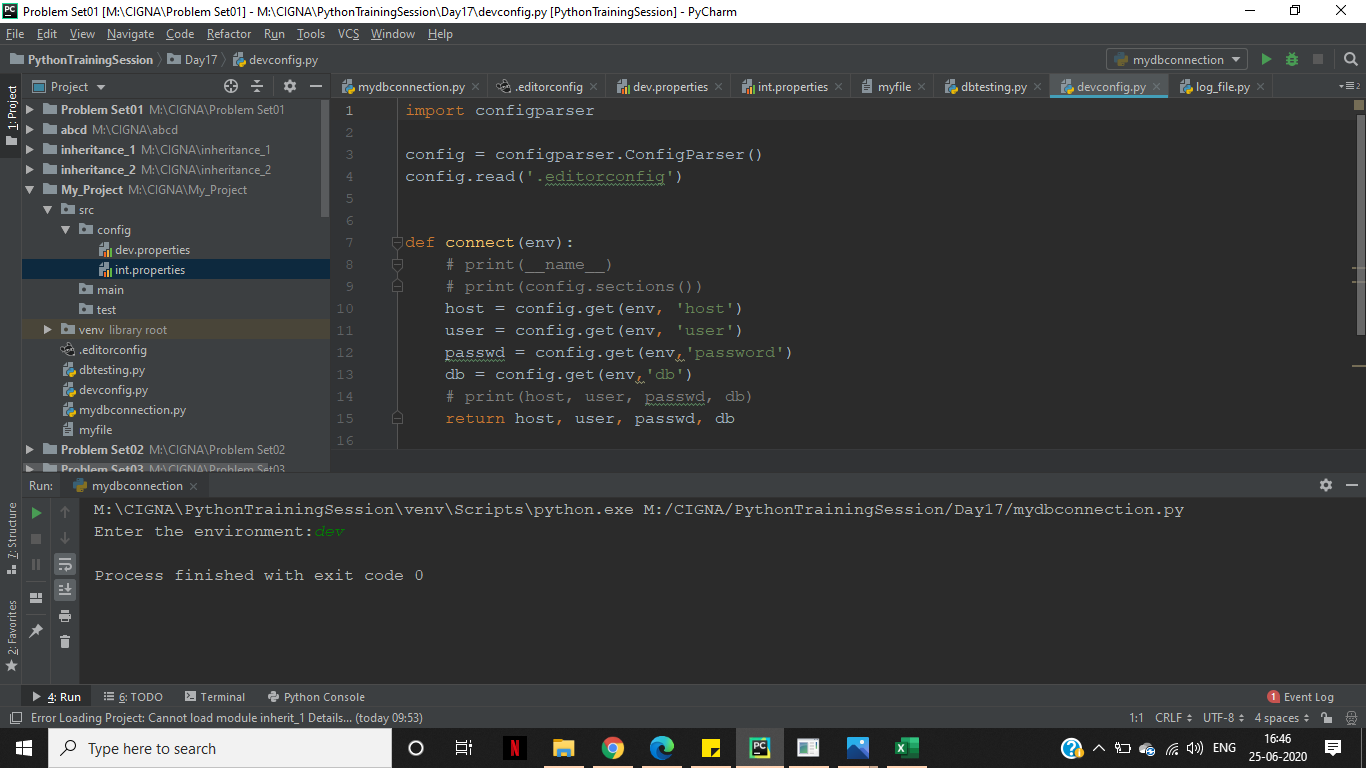 Problem Set01 [M:\CIGNA\Problem Set01] - M:\CIGNA\PythonTrainingSession\Day17\devconfig.py [PythonTrainingSession] - PyCharm
File Edit View Navigate Code Refactor Run Tools VCS Window Help
PythonTrainingSession Day17 devconfig.py mydbconnection
1: Project
Project
Problem Set01 M:\CIGNA\Problem Set01
abcd M:\CIGNA\abcd
inheritance_1 M:\CIGNA\inheritance_1
inheritance_2 M:\CIGNA\inheritance_2
My_Project M:\CIGNA\My_Project
src
config
dev.properties
int.properties
main
test
venv library root
.editorconfig
dbtesting.py
devconfig.py
mydbconnection.py
myfile
Problem Set02 M:\CIGNA\Problem Set02
Problem Set03 M:\CIGNA\Problem Set03
mydbconnection.py .editorconfig dev.properties int.properties myfile dbtesting.py devconfig.py log_file.py 2
1 import configparser
2
3 config = configparser.ConfigParser()
4 config.read('.editorconfig')
5
6
7 def connect(env):
8 # print(__name__)
9 # print(config.sections())
10 host = config.get(env, 'host')
11 user = config.get(env, 'user')
12 passwd = config.get(env,'password')
13 db = config.get(env,'db')
14 # print(host, user, passwd, db)
15 return host, user, passwd, db
16
Run: mydbconnection
7: Structure
2: Favorites
M:\CIGNA\PythonTrainingSession\venv\Scripts\python.exe M:/CIGNA/PythonTrainingSession/Day17/mydbconnection.py
Enter the environment:dev
Process finished with exit code 0
4: Run 6: TODO Terminal Python Console 1 Event Log
Error Loading Project: Cannot load module inherit_1 Details... (today 09:53) 1:1 CRLF UTF-8 4 spaces
Type here to search
N
PC
ENG
16:46
25-06-2020